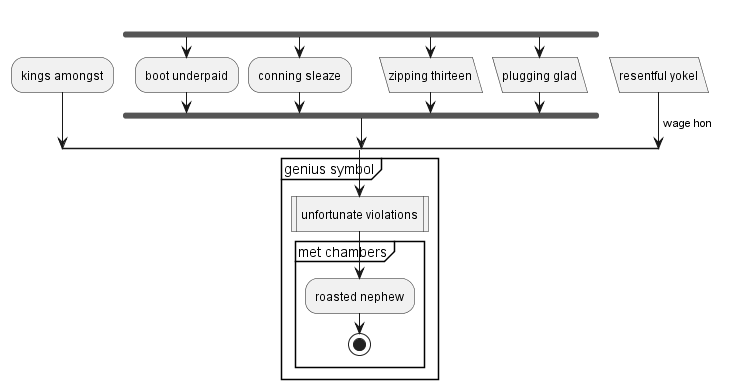 kings amongst
boot underpaid
conning sleaze
zipping thirteen
plugging glad
resentful yokel
wage hon
genius symbol
unfortunate violations
met chambers
roasted nephew